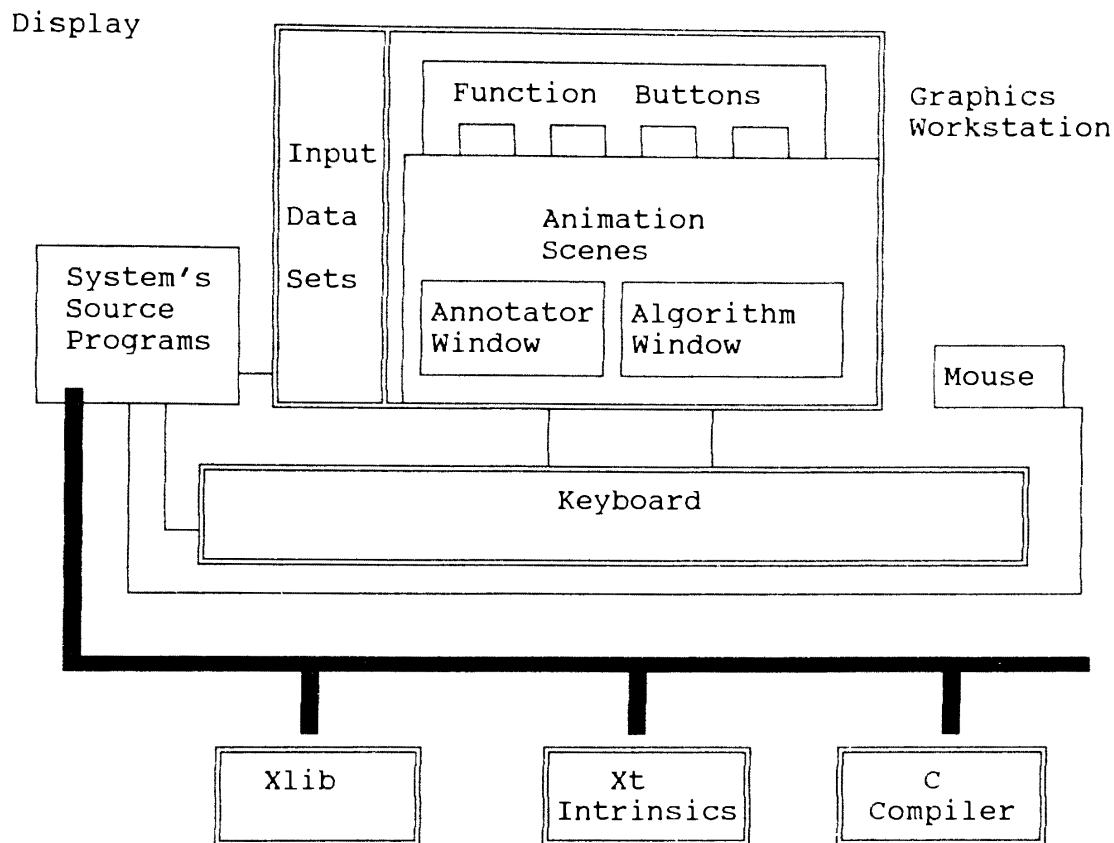 Display
Function Buttons
Graphics
Workstation
Input
Data
Sets
Animation
Scenes
System's
Source
Programs
Annotator
Window
Algorithm
Window
Mouse
Keyboard
Xlib
Xt
Intrinsics
C
Compiler